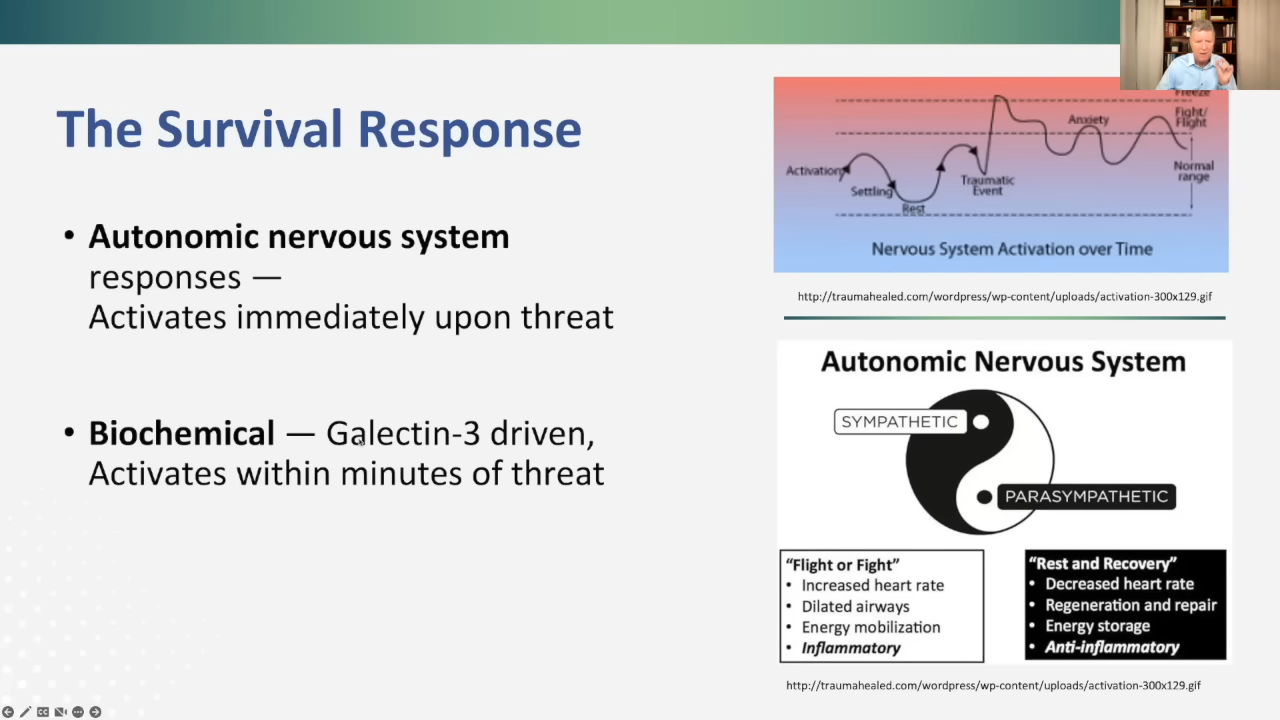 The Survival Response
• Autonomic nervous system
responses —
Activates immediately upon threat
• Biochemical — Galectin-3 driven,
Activates within minutes of threat
Freeze
Fight/
Flight
Anxiety
Activation
Normal
range
Settling
Traumatic
Event
Rest
Nervous System Activation over Time
http://traumahealed.com/wordpress/wp-content/uploads/activation-300x129.gif
Autonomic Nervous System
SYMPATHETIC
PARASYMPATHETIC
“Flight or Fight”
• Increased heart rate
• Dilated airways
• Energy mobilization
• Inflammatory
“Rest and Recovery”
• Decreased heart rate
• Regeneration and repair
• Energy storage
• Anti-inflammatory
http://traumahealed.com/wordpress/wp-content/uploads/activation-300x129.gif
CC